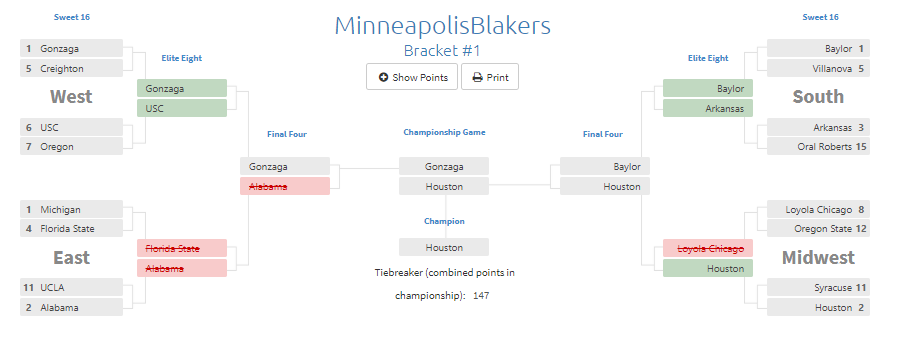 MinneapolisBlakers
Bracket #1
Show Points
Print
Sweet 16
Elite Eight
Final Four
Championship Game
Final Four
Elite Eight
Sweet 16
1 Gonzaga
5 Creighton
West
6 USC
7 Oregon
Gonzaga
USC
1 Michigan
4 Florida State
East
11 UCLA
2 Alabama
Florida State
Alabama
Gonzaga
Alabama
Gonzaga
Houston
Champion
Houston
Tiebreaker (combined points in
championship): 147
Baylor
Houston
Baylor
Arkansas
Baylor 1
Villanova 5
South
Arkansas 3
Oral Roberts 15
Loyola Chicago
Houston
Loyola Chicago 8
Oregon State 12
Midwest
Syracuse 11
Houston 2